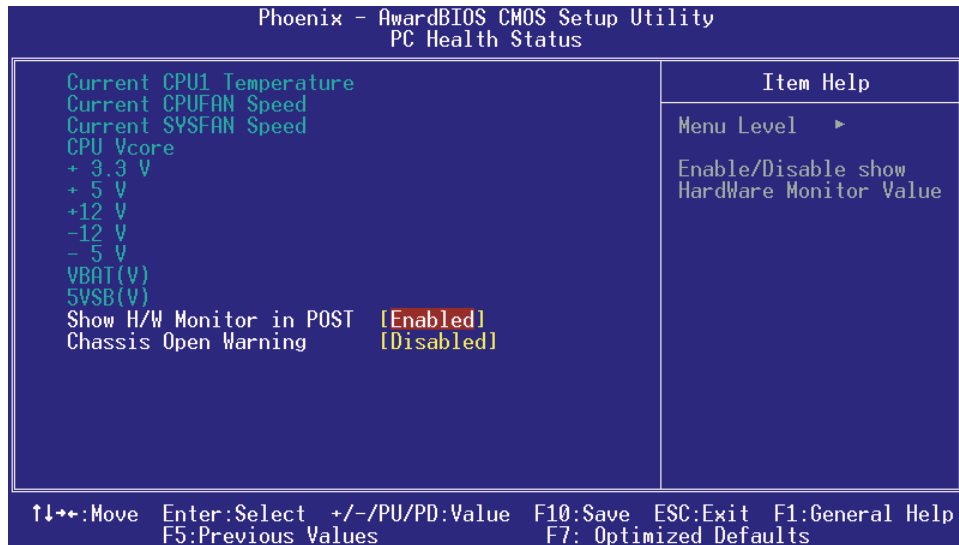 Phoenix - AwardBIOS CMOS Setup Utility
PC Health Status
Current CPU1 Temperature
Current CPUFAN Speed
Current SYSFAN Speed
CPU Vcore
+ 3.3 V
+ 5 V
+12 V
-12 V
- 5 V
VBAT(V)
5VSB(V)
Show H/W Monitor in POST [Enabled]
Chassis Open Warning [Disabled]
Item Help
Menu Level ►
Enable/Disable show
HardWare Monitor Value
↑↓→←:Move Enter:Select +/-/PU/PD:Value F10:Save ESC:Exit F1:General Help
F5:Previous Values F7: Optimized Defaults